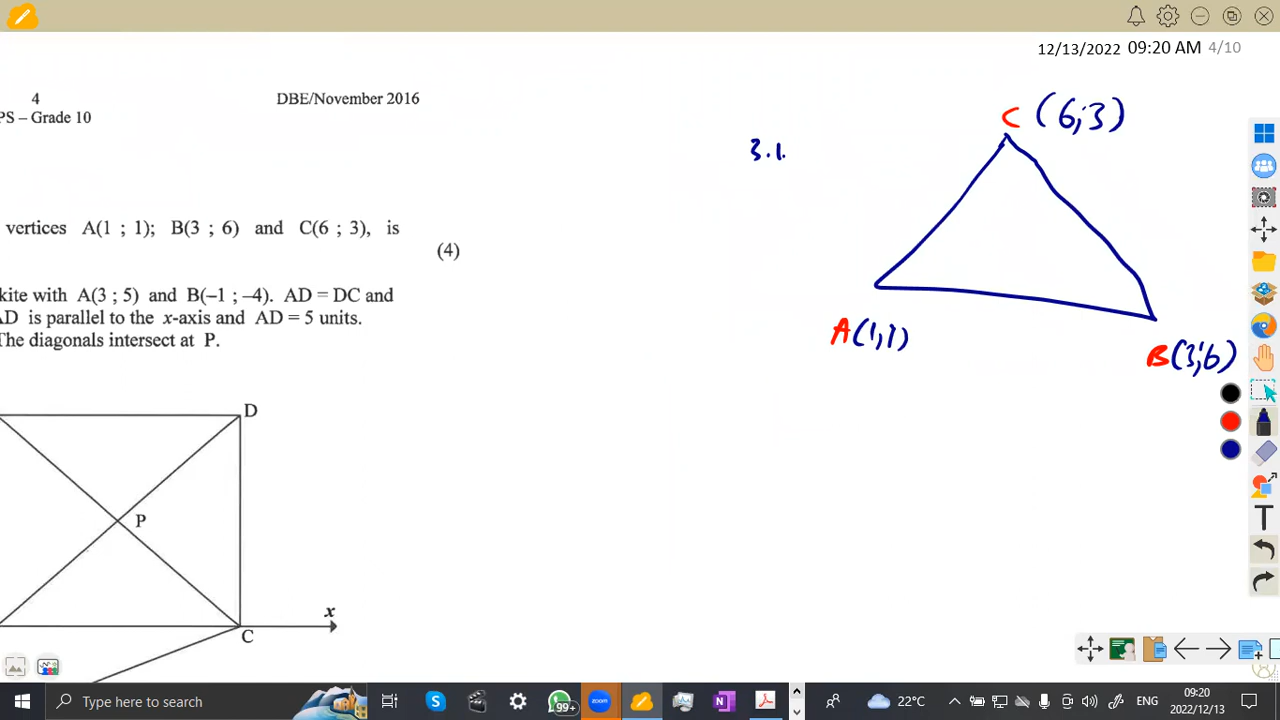 12/13/2022 09:20 AM 4/10
4
DBE/November 2016
PS – Grade 10
C (6;3)
3.1.
vertices A(1 ; 1); B(3 ; 6) and C(6 ; 3), is
(4)
kite with A(3 ; 5) and B(–1 ; –4). AD = DC and
AD is parallel to the x-axis and AD = 5 units.
The diagonals intersect at P.
A(1,1)
B(3;6)
D
P
x
C
T
Type here to search
99+
22°C
ENG
09:20
2022/12/13